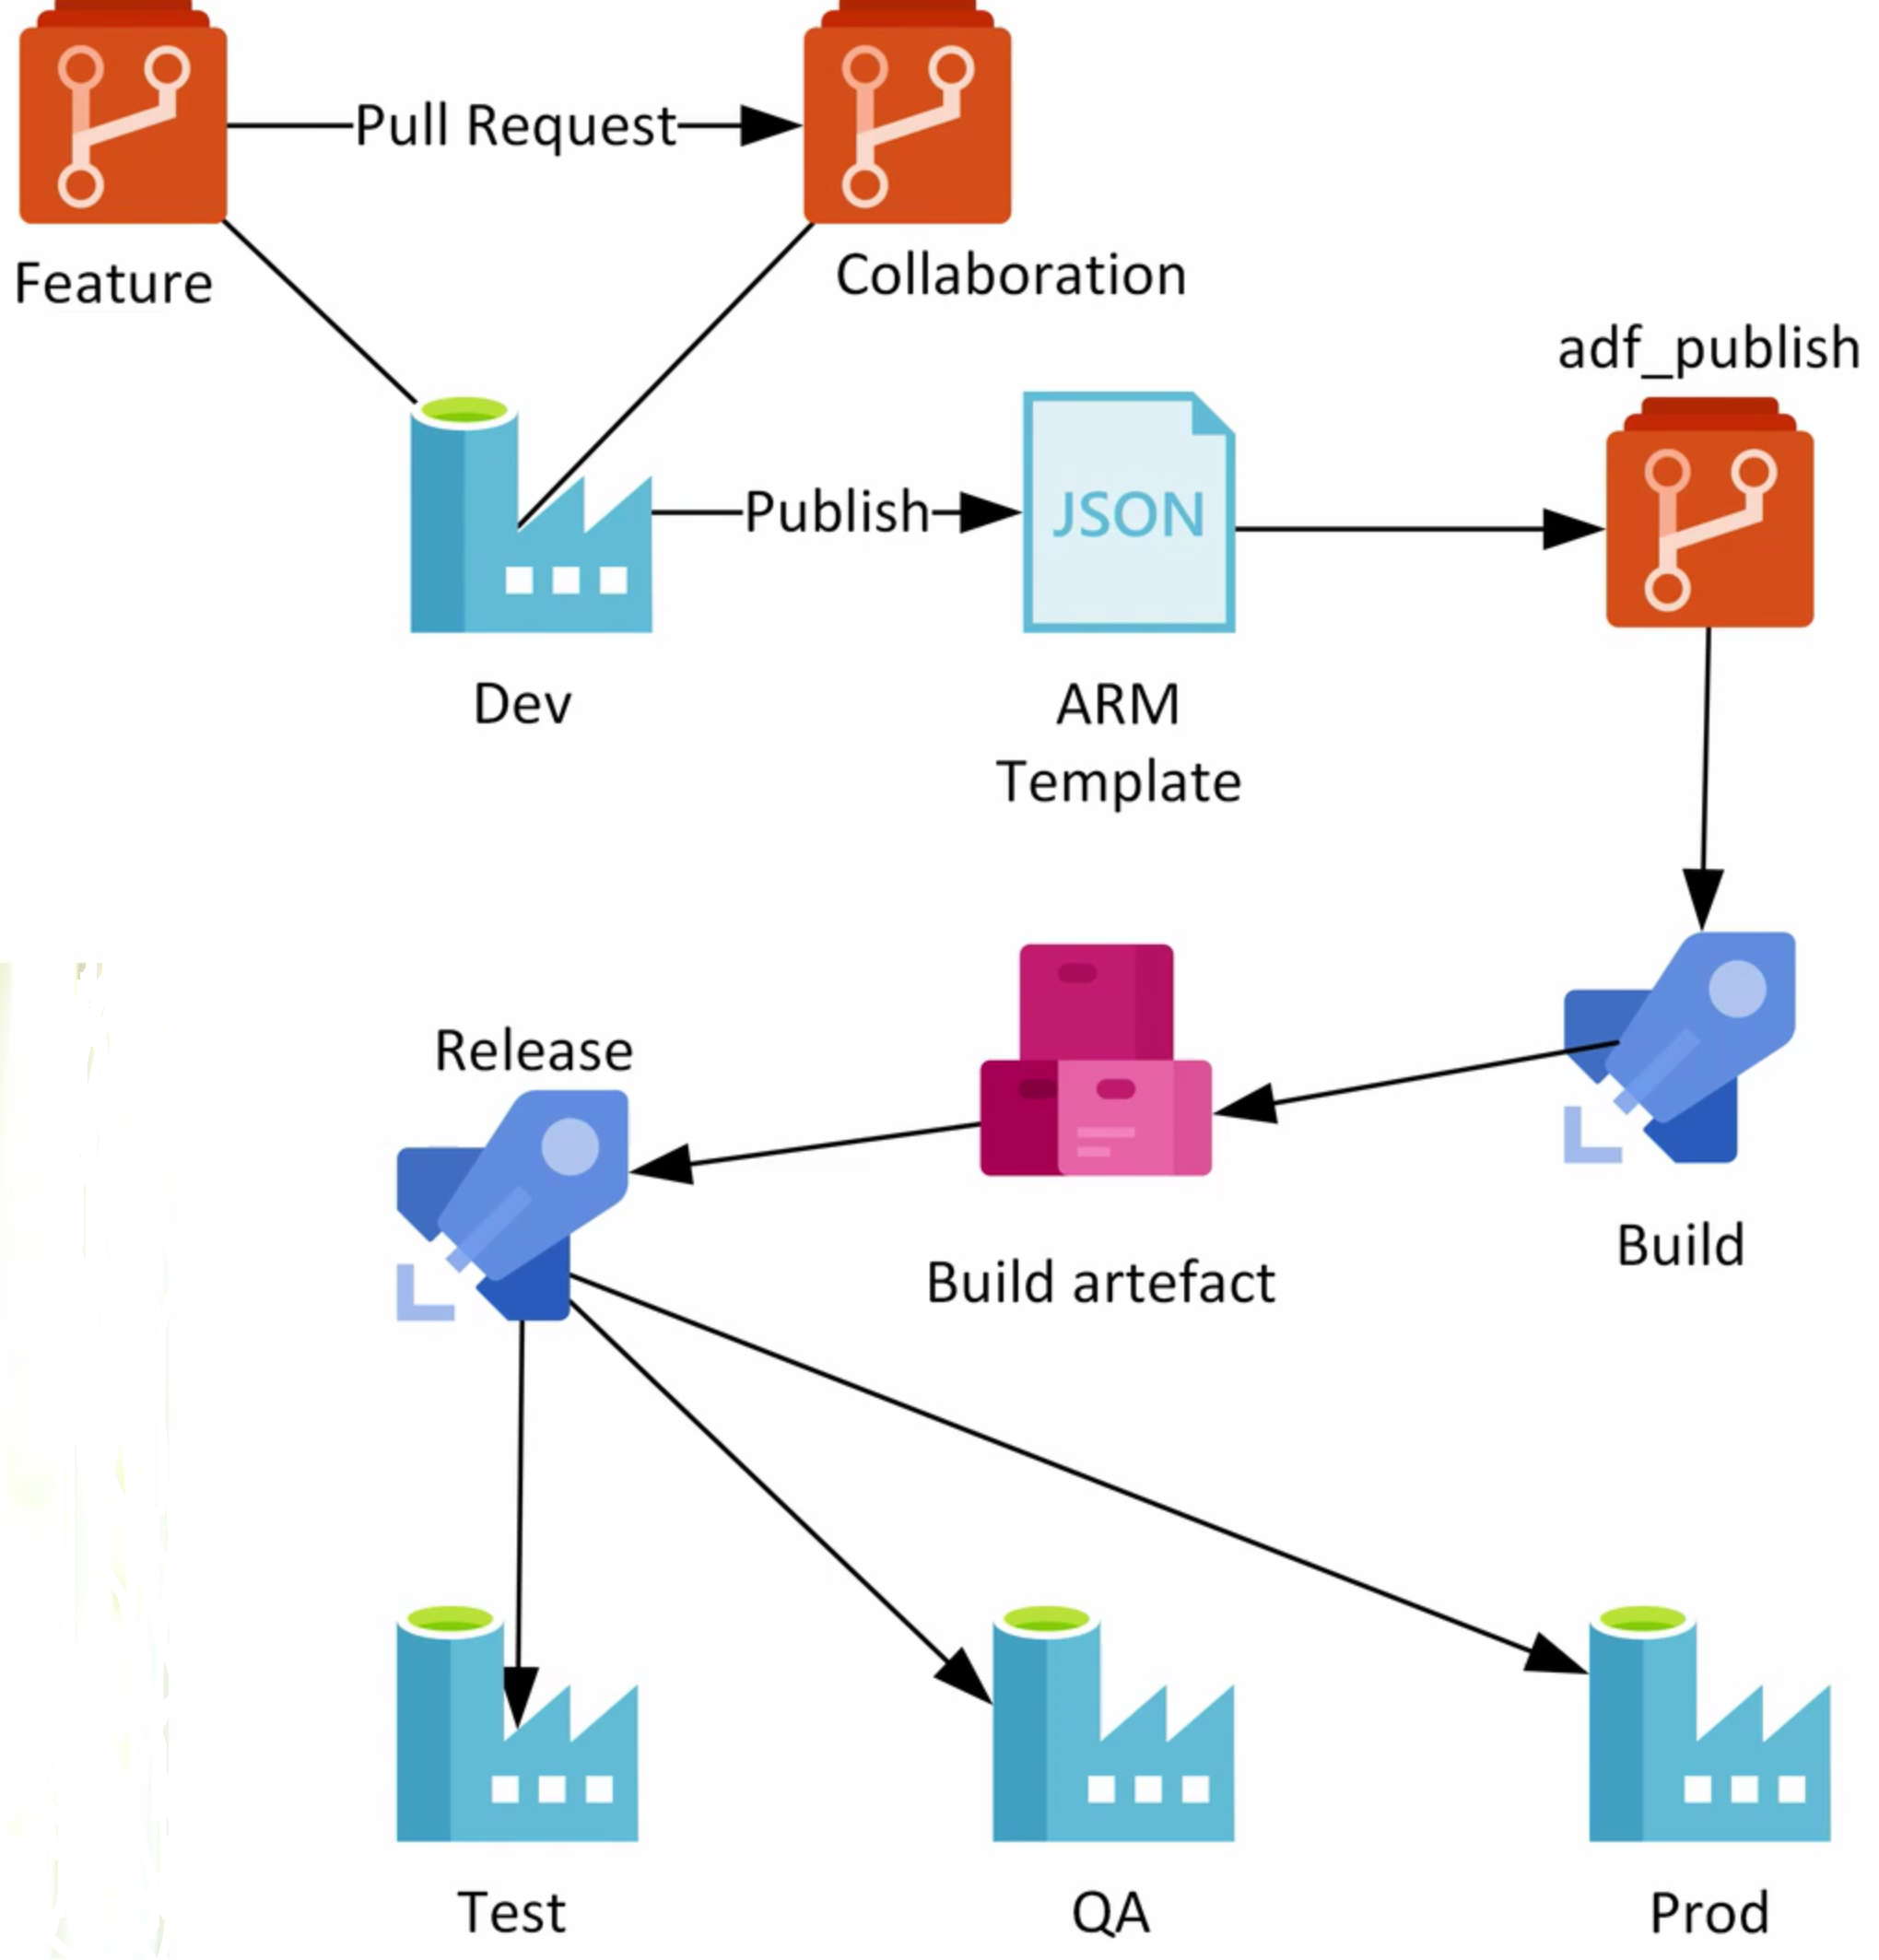 Pull Request
Feature
Collaboration
adf_publish
Publish
JSON
Dev
ARM
Template
Release
Build
Build artefact
Test
QA
Prod